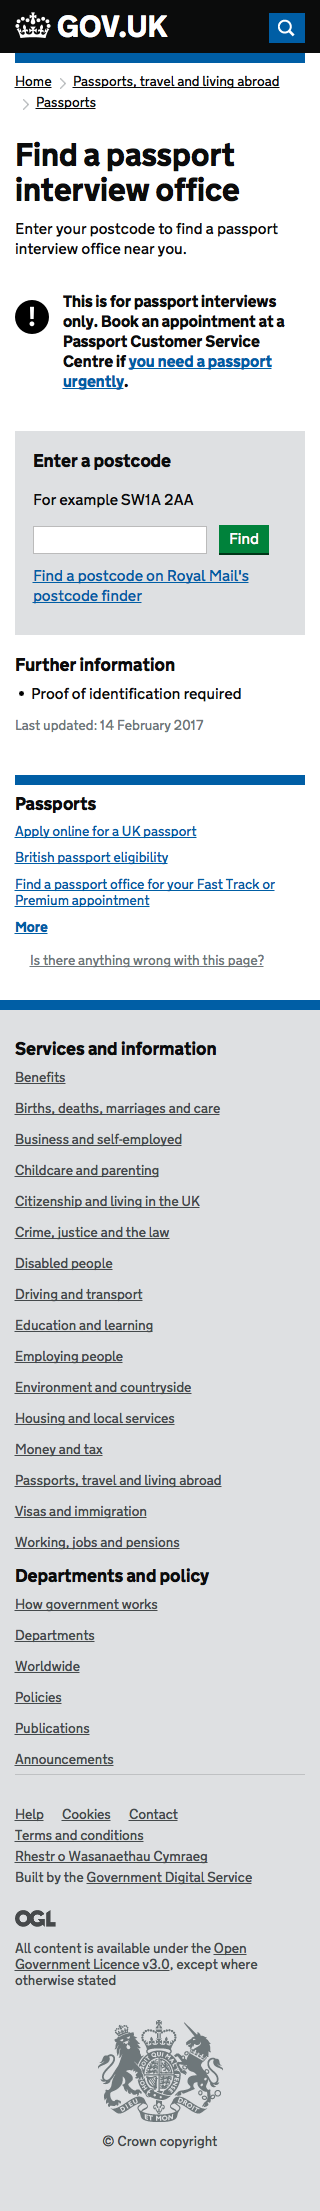 GOV.UK
Home
Passports, travel and living abroad
Passports
Find a passport
interview office
Enter your postcode to find a passport
interview office near you.
This is for passport interviews
only. Book an appointment at a
Passport Customer Service
Centre if you need a passport
urgently.
Enter a postcode
For example SW1A 2AA
Find
Find a postcode on Royal Mail's
postcode finder
Further information
• Proof of identification required
Last updated: 14 February 2017
Passports
Apply online for a UK passport
British passport eligibility
Find a passport office for your Fast Track or
Premium appointment
More
Is there anything wrong with this page?
Services and information
Benefits
Births, deaths, marriages and care
Business and self-employed
Childcare and parenting
Citizenship and living in the UK
Crime, justice and the law
Disabled people
Driving and transport
Education and learning
Employing people
Environment and countryside
Housing and local services
Money and tax
Passports, travel and living abroad
Visas and immigration
Working, jobs and pensions
Departments and policy
How government works
Departments
Worldwide
Policies
Publications
Announcements
Help Cookies Contact
Terms and conditions
Rhestr o Wasanaethau Cymraeg
Built by the Government Digital Service
OGL
All content is available under the Open
Government Licence v3.0, except where
otherwise stated
DIEU ET MON DROIT
© Crown copyright